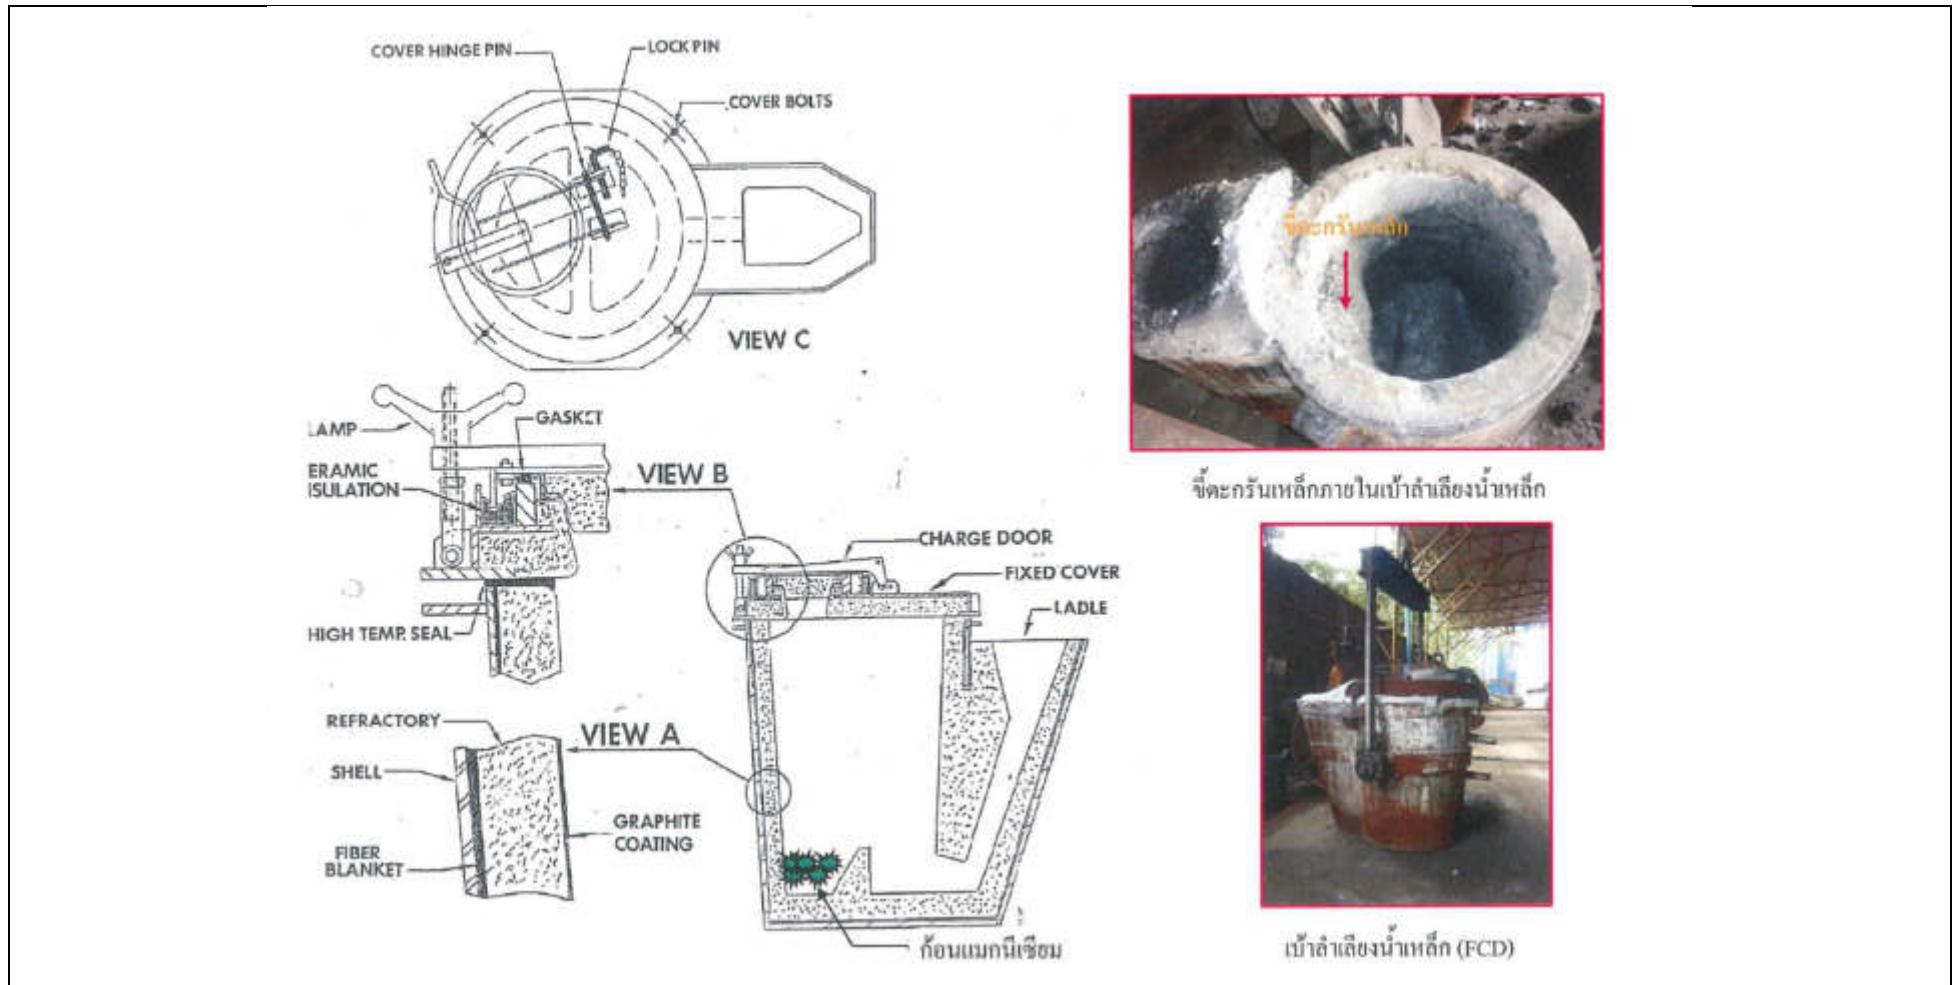 COVER HINGE PIN
LOCK PIN
COVER BOLTS
VIEW C
LAMP
GASKET
ERAMIC
ISULATION
VIEW B
HIGH TEMP. SEAL
CHARGE DOOR
FIXED COVER
LADLE
REFRACTORY
VIEW A
SHELL
GRAPHITE
COATING
FIBER
BLANKET
ก้อนแมกนีเซียม
ขี้ตะกรันเหล็ก
ขี้ตะกรันเหล็กภายในเบ้าลำเลียงน้ำเหล็ก
เบ้าลำเลียงน้ำเหล็ก (FCD)